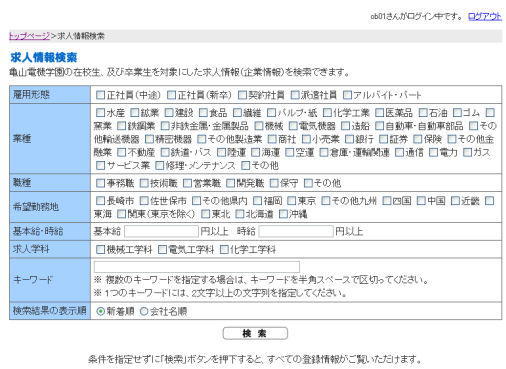 ob01さんがログイン中です。 ログアウト
トップページ>求人情報検索
求人情報検索
亀山電機学園の在校生、及び卒業生を対象にした求人情報(企業情報)を検索できます。
雇用形態 正社員(中途) 正社員(新卒) 契約社員 派遣社員 アルバイト・パート
業種 水産 鉱業 建設 食品 繊維 パルプ・紙 化学工業 医薬品 石油 ゴム
窯業 鉄鋼業 非鉄金属・金属製品 機械 電気機器 造船 自動車・自動車部品 その
他輸送機器 精密機器 その他製造業 商社 小売業 銀行 証券 保険 その他金
融業 不動産 鉄道・バス 陸運 海運 空運 倉庫・運輸関連 通信 電力 ガス
サービス業 修理・メンテナンス その他
職種 事務職 技術職 営業職 開発職 保守 その他
希望勤務地 長崎市 佐世保市 その他県内 福岡 東京 その他九州 四国 中国 近畿
東海 関東(東京を除く) 東北 北海道 沖縄
基本給・時給 基本給 円以上 時給 円以上
求人学科 機械工学科 電気工学科 化学工学科
キーワード
※ 複数のキーワードを指定する場合は、キーワードを半角スペースで区切ってください。
※ 1つのキーワードには、2文字以上の文字列を指定してください。
検索結果の表示順 新着順 会社名順
検 索
条件を指定せずに「検索」ボタンを押下すると、すべての登録情報がご覧いただけます。